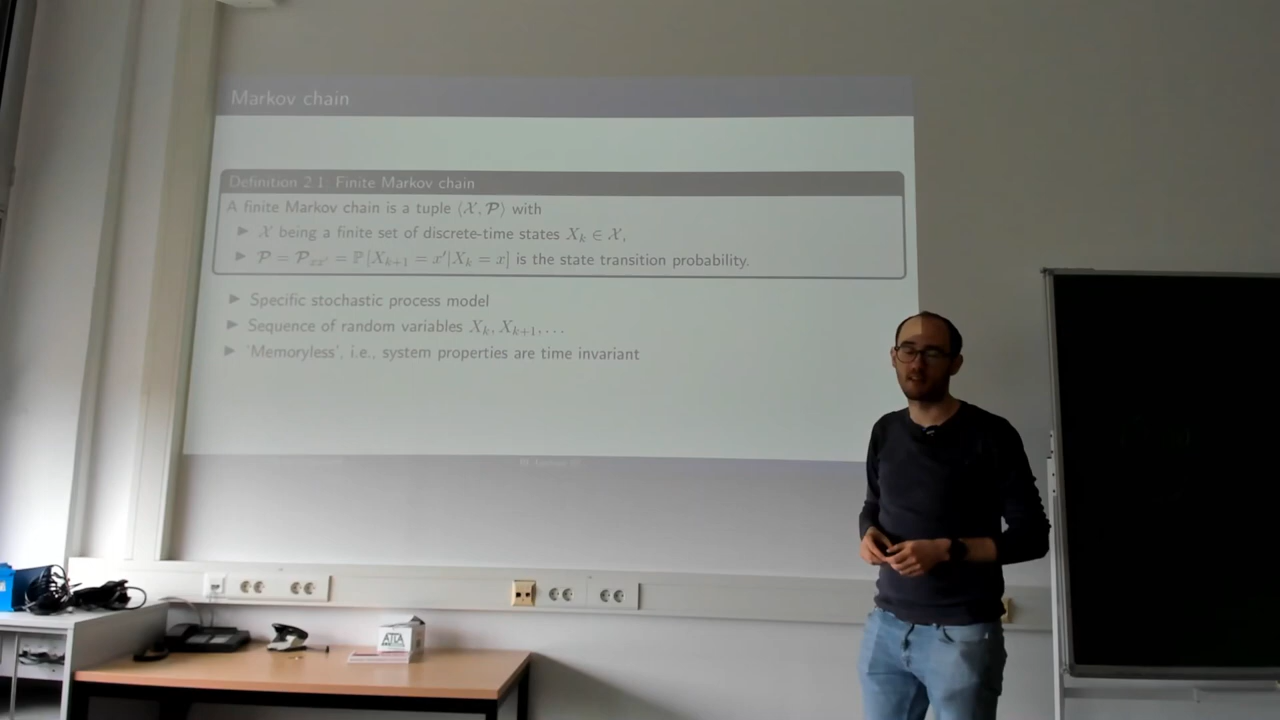 Markov chain
Definition 2.1: Finite Markov chain
A finite Markov chain is a tuple ⟨𝒳, 𝓟⟩ with
▶ 𝒳 being a finite set of discrete-time states X_k ∈ 𝒳,
▶ 𝓟 = 𝓟_{xx'} = ℙ [X_{k+1} = x'|X_k = x] is the state transition probability.
▶ Specific stochastic process model
▶ Sequence of random variables X_k, X_{k+1}, . . .
▶ 'Memoryless', i.e., system properties are time invariant
ATLA